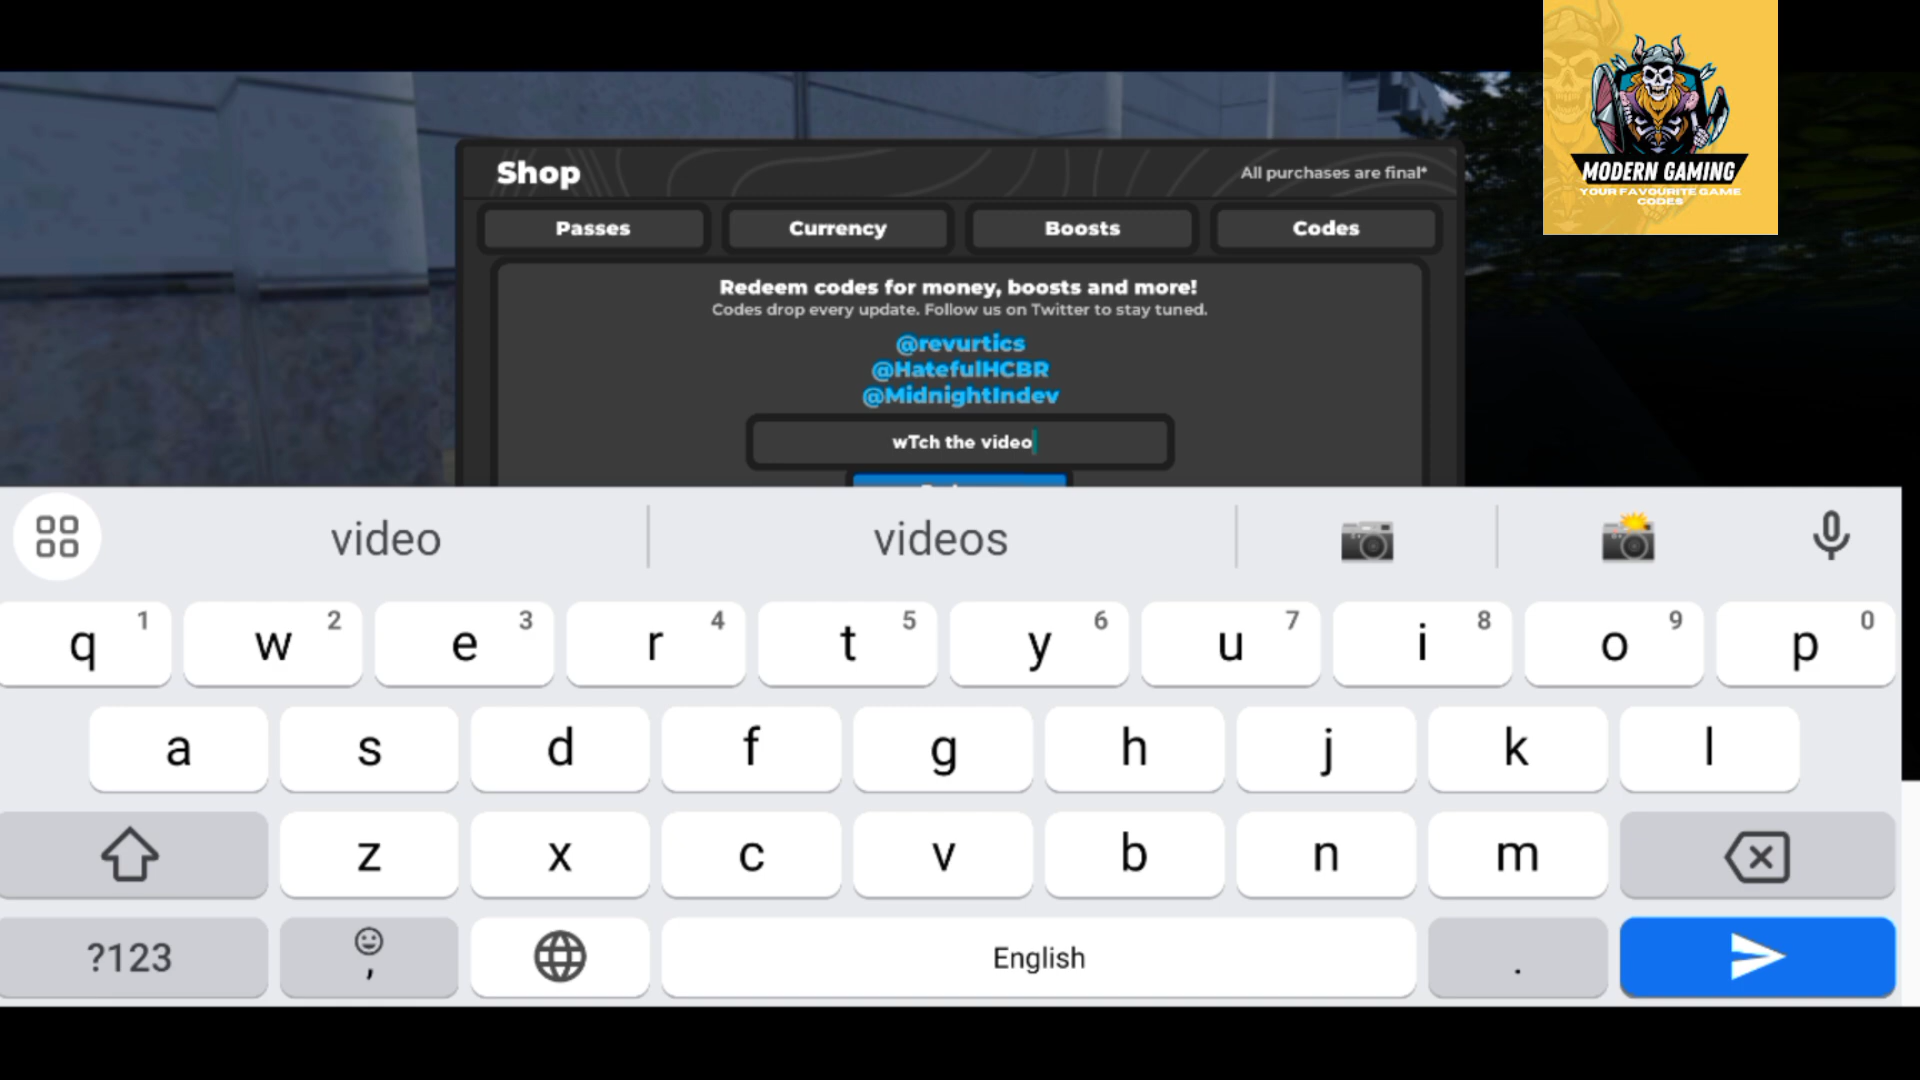 MODERN GAMING
YOUR FAVOURITE GAME
CODES
Shop
All purchases are final*
Passes
Currency
Boosts
Codes
Redeem codes for money, boosts and more!
Codes drop every update. Follow us on Twitter to stay tuned.
@revurtics
@HatefulHCBR
@MidnightIndev
wTch the video
video
videos
q 1 w 2 e 3 r 4 t 5 y 6 u 7 i 8 o 9 p 0
a s d f g h j k l
z x c v b n m
?123 , English .